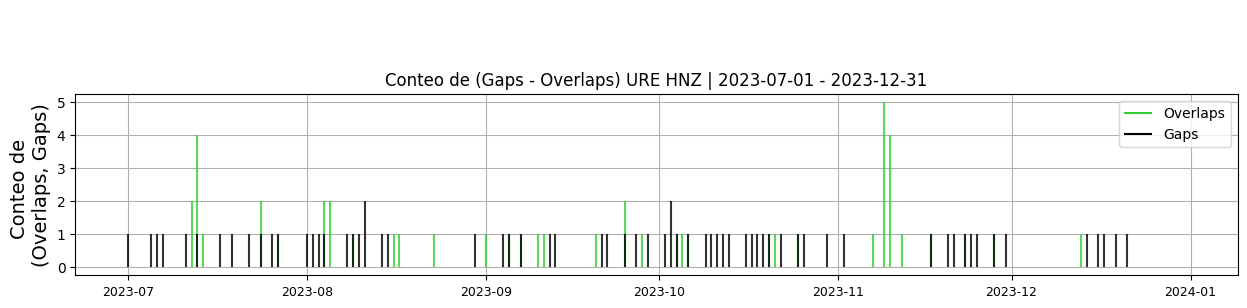 Conteo de (Gaps - Overlaps) URE HNZ | 2023-07-01 - 2023-12-31
Conteo de
(Overlaps, Gaps)
5
4
3
2
1
0
Overlaps
Gaps
2023-07
2023-08
2023-09
2023-10
2023-11
2023-12
2024-01